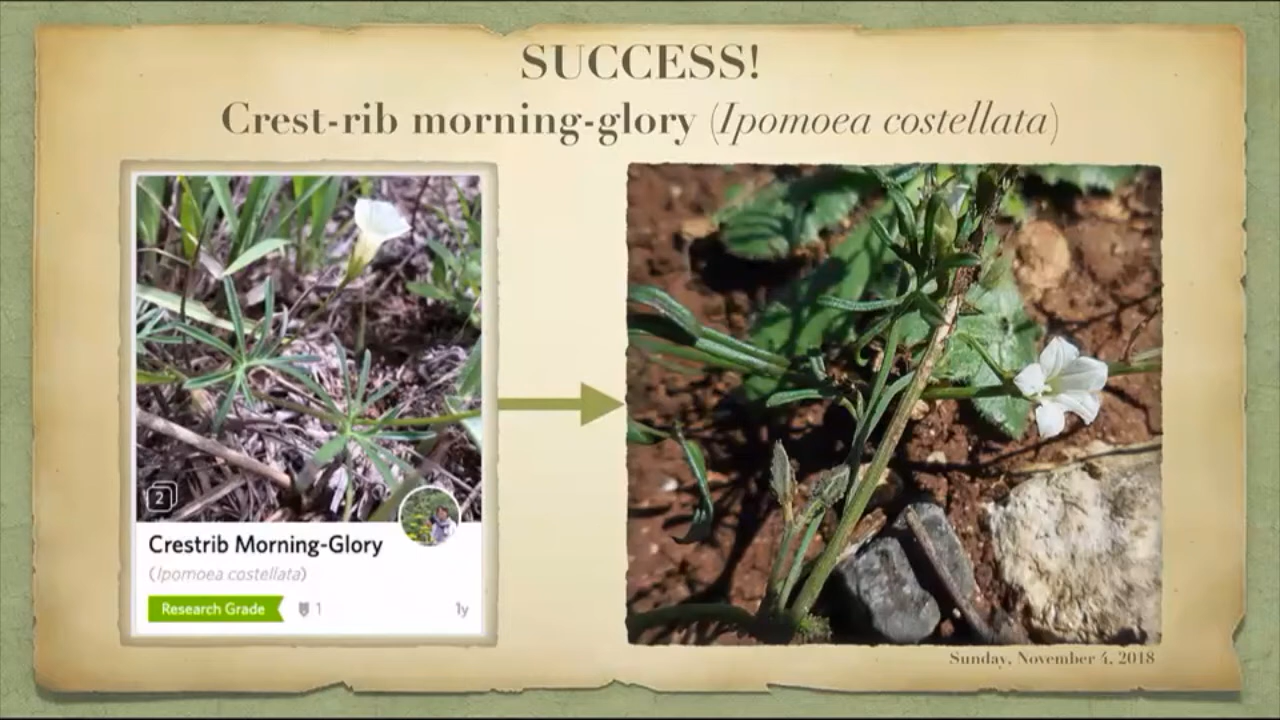 SUCCESS!
Crest-rib morning-glory (Ipomoea costellata)
2
Crestrib Morning-Glory
(Ipomoea costellata)
Research Grade 1 1y
Sunday, November 4, 2018